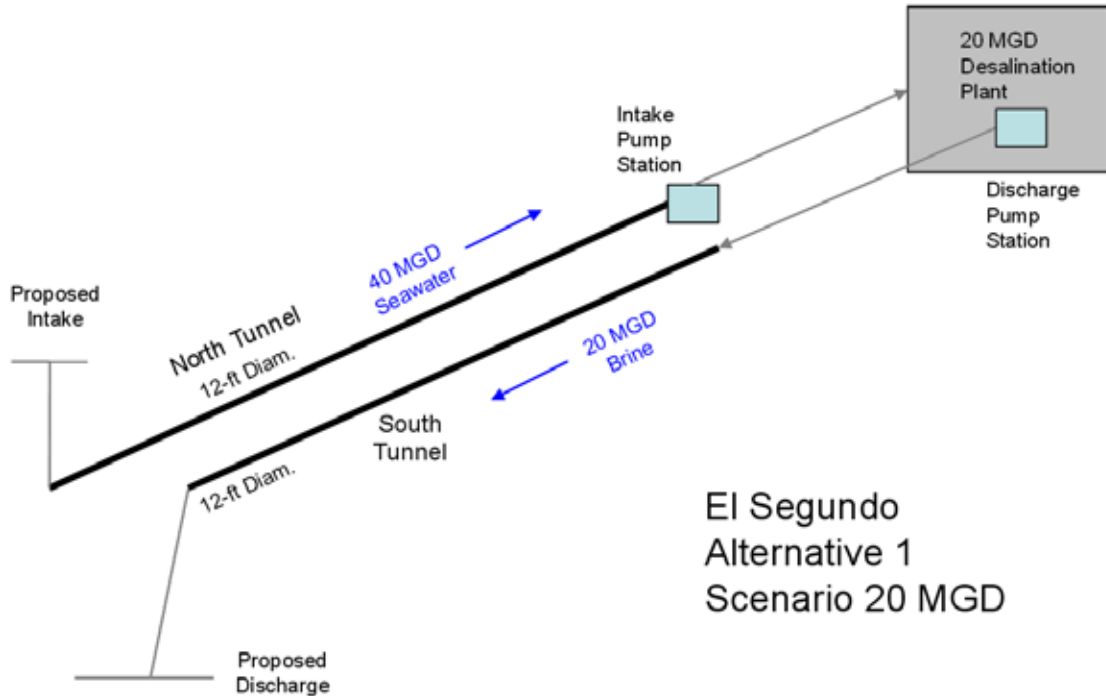 20 MGD
Desalination
Plant
Intake
Pump
Station
Discharge
Pump
Station
40 MGD
Seawater
Proposed
Intake
North Tunnel
12-ft Diam.
20 MGD
Brine
South
Tunnel
12-ft Diam.
El Segundo
Alternative 1
Scenario 20 MGD
Proposed
Discharge